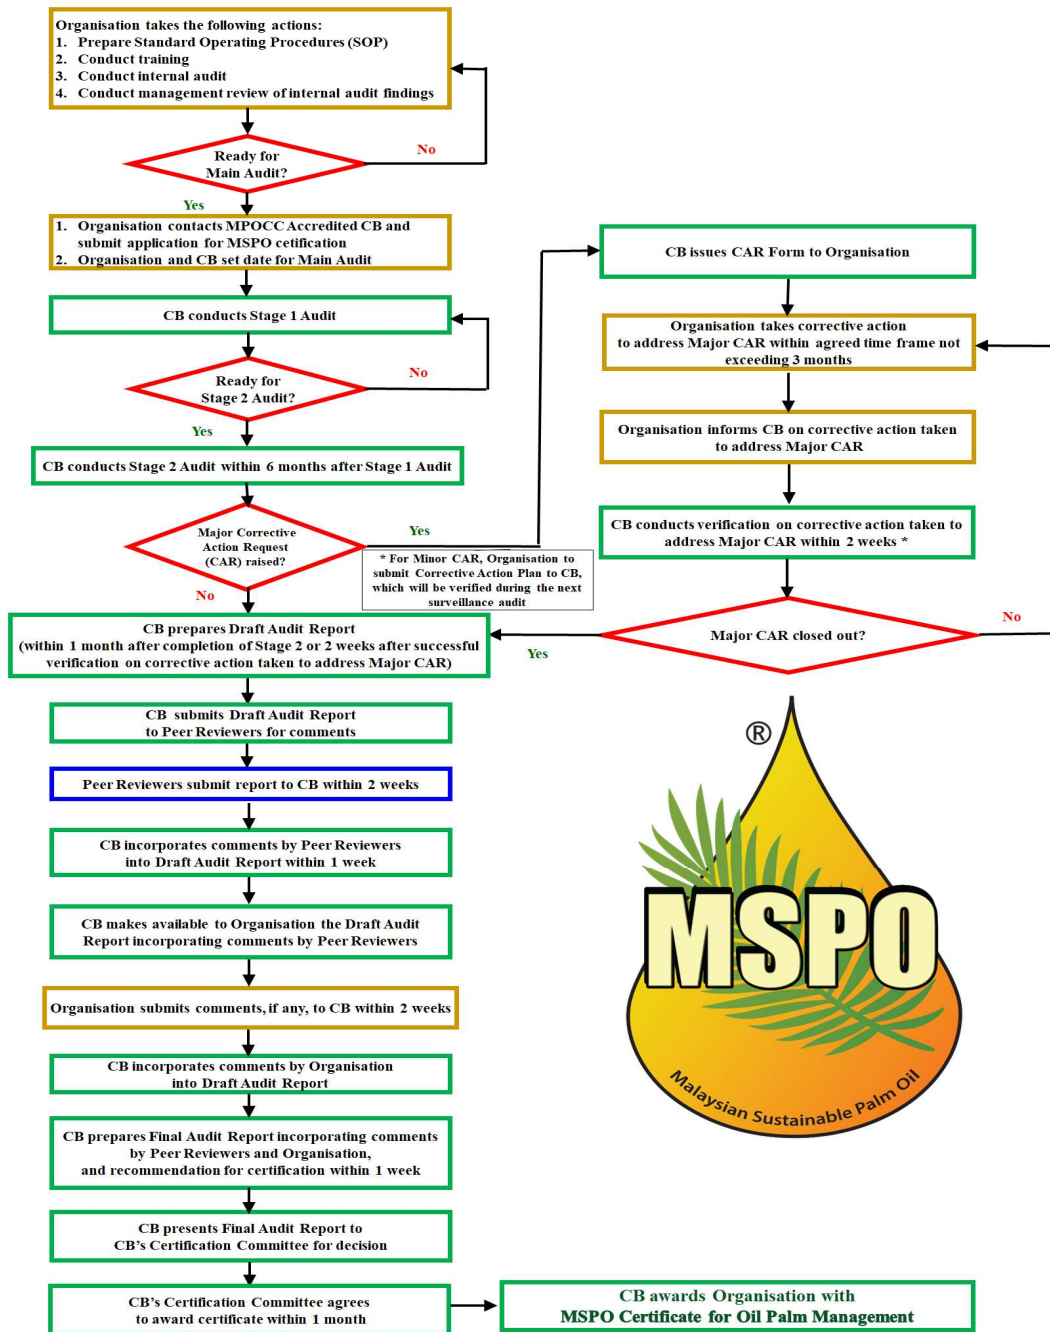 Organisation takes the following actions:
1. Prepare Standard Operating Procedures (SOP)
2. Conduct training
3. Conduct internal audit
4. Conduct management review of internal audit findings
Ready for
Main Audit?
No
Yes
1. Organisation contacts MPOCC Accredited CB and
submit application for MSPO cetification
2. Organisation and CB set date for Main Audit
CB conducts Stage 1 Audit
Ready for
Stage 2 Audit?
No
Yes
CB conducts Stage 2 Audit within 6 months after Stage 1 Audit
Major Corrective
Action Request
(CAR) raised?
Yes
No
* For Minor CAR, Organisation to
submit Corrective Action Plan to CB,
which will be verified during the next
surveillance audit
CB issues CAR Form to Organisation
Organisation takes corrective action
to address Major CAR within agreed time frame not
exceeding 3 months
Organisation informs CB on corrective action taken
to address Major CAR
CB conducts verification on corrective action taken to
address Major CAR within 2 weeks *
Major CAR closed out?
No
Yes
CB prepares Draft Audit Report
(within 1 month after completion of Stage 2 or 2 weeks after successful
verification on corrective action taken to address Major CAR)
CB submits Draft Audit Report
to Peer Reviewers for comments
Peer Reviewers submit report to CB within 2 weeks
CB incorporates comments by Peer Reviewers
into Draft Audit Report within 1 week
CB makes available to Organisation the Draft Audit
Report incorporating comments by Peer Reviewers
Organisation submits comments, if any, to CB within 2 weeks
CB incorporates comments by Organisation
into Draft Audit Report
CB prepares Final Audit Report incorporating comments
by Peer Reviewers and Organisation,
and recommendation for certification within 1 week
CB presents Final Audit Report to
CB's Certification Committee for decision
CB's Certification Committee agrees
to award certificate within 1 month
CB awards Organisation with
MSPO Certificate for Oil Palm Management
®
MSPO
Malaysian Sustainable Palm Oil